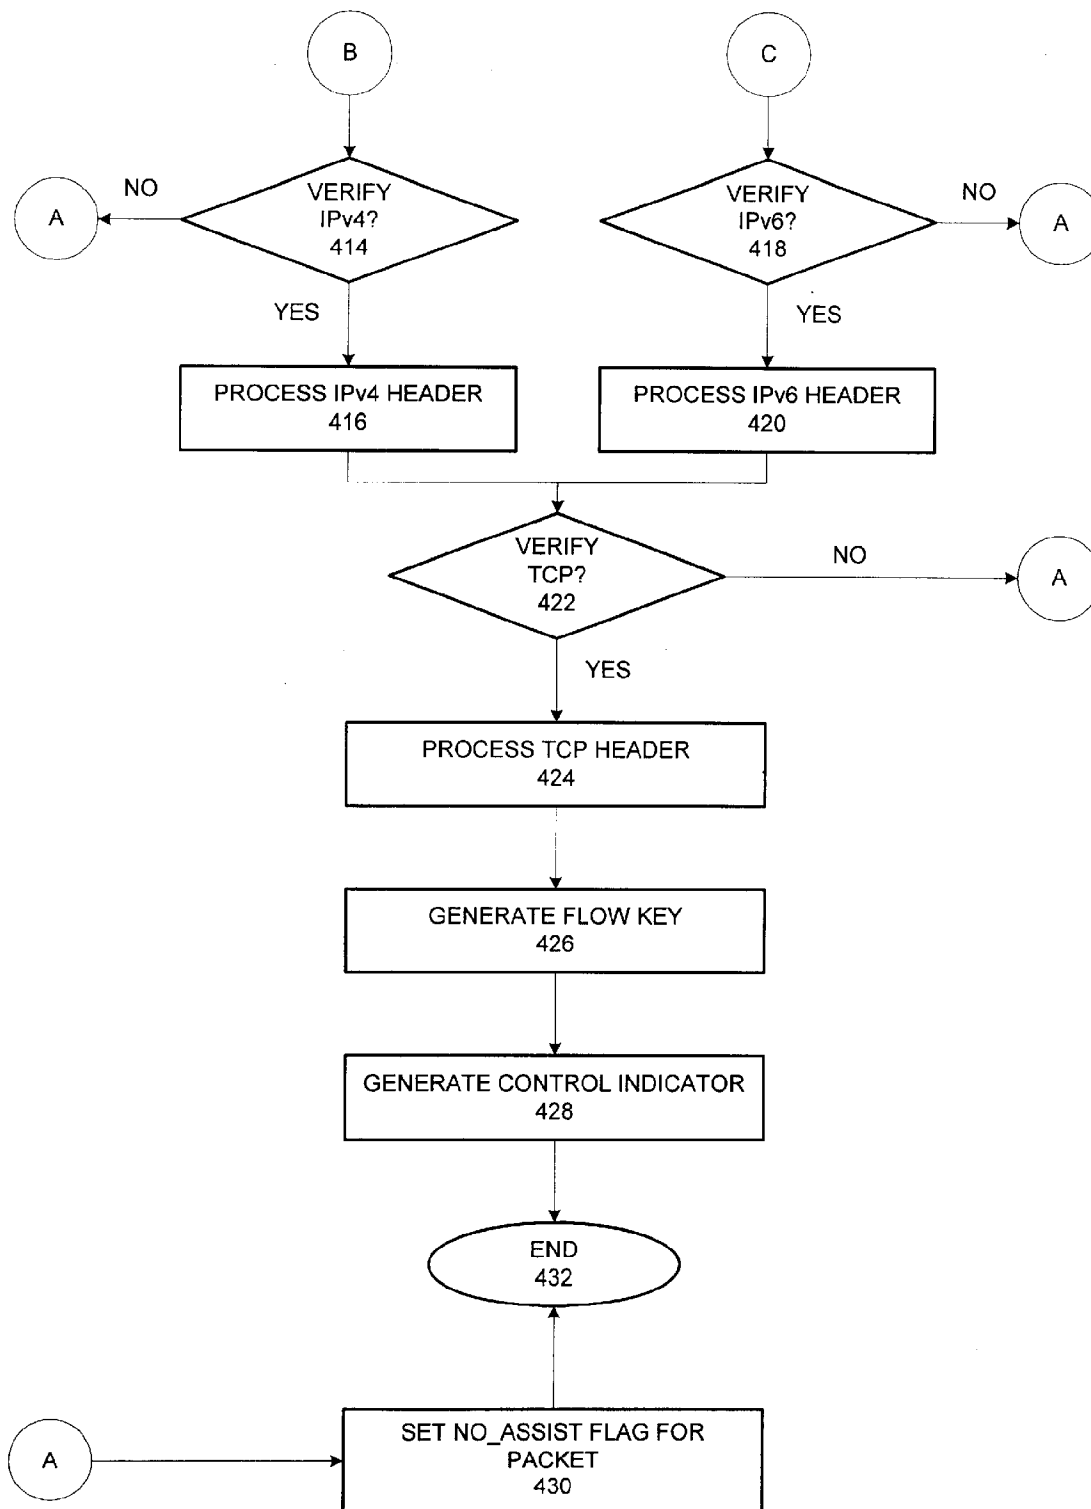 B
C
VERIFY
IPv4?
414
NO
A
VERIFY
IPv6?
418
NO
A
YES
YES
PROCESS IPv4 HEADER
416
PROCESS IPv6 HEADER
420
VERIFY
TCP?
422
NO
A
YES
PROCESS TCP HEADER
424
GENERATE FLOW KEY
426
GENERATE CONTROL INDICATOR
428
END
432
A
SET NO_ASSIST FLAG FOR
PACKET
430